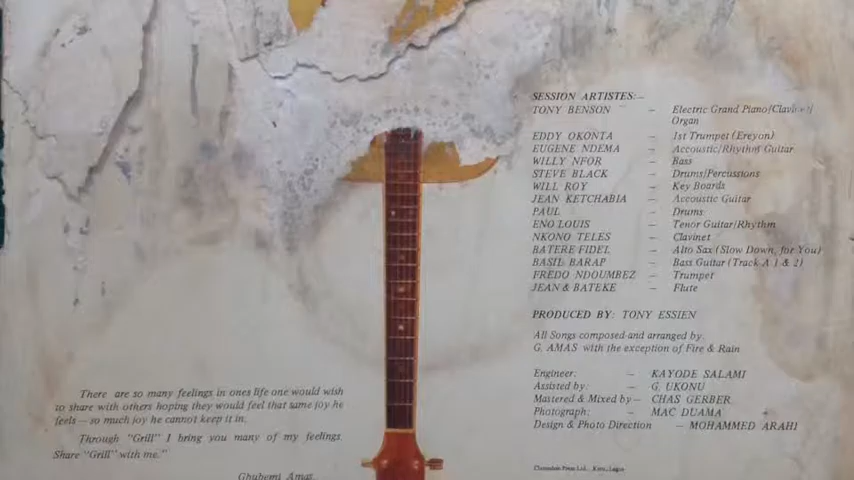 SESSION ARTISTES:–
TONY BENSON – Electric Grand Piano/
Organ
EDDY OKONTA – 1st Trumpet (Ereyon)
EUGENE NDEMA – Accoustic/Rhythm Guitar
WILLY NFOR – Bass
STEVE BLACK – Drums/Percussions
WILL ROY – Key Boards
JEAN KETCHABIA – Accoustic Guitar
PAUL – Drums
ENO LOUIS – Tenor Guitar/Rhythm
NKONO TELES – Clavinet
BATERE FIDEL – Alto Sax (Slow Down, for You)
BASIL BARAP – Bass Guitar (Track A 1 & 2)
FREDO NDOUMBEZ – Trumpet
JEAN & BATEKE – Flute
PRODUCED BY: TONY ESSIEN
All Songs composed and arranged by.
G. AMAS with the exception of Fire & Rain
Engineer: – KAYODE SALAMI
Assisted by: – G. UKONU
Mastered & Mixed by – CHAS GERBER
Photograph: – MAC DUAMA
Design & Photo Direction – MOHAMMED ARAHI
There are so many feelings in ones life one would wish
to share with others hoping they would feel that same joy he
feels – so much joy he cannot keep it in.
Through "Grill" I bring you many of my feelings.
Share "Grill" with me."
Gbubemi Amas.
Press Ltd., Lagos